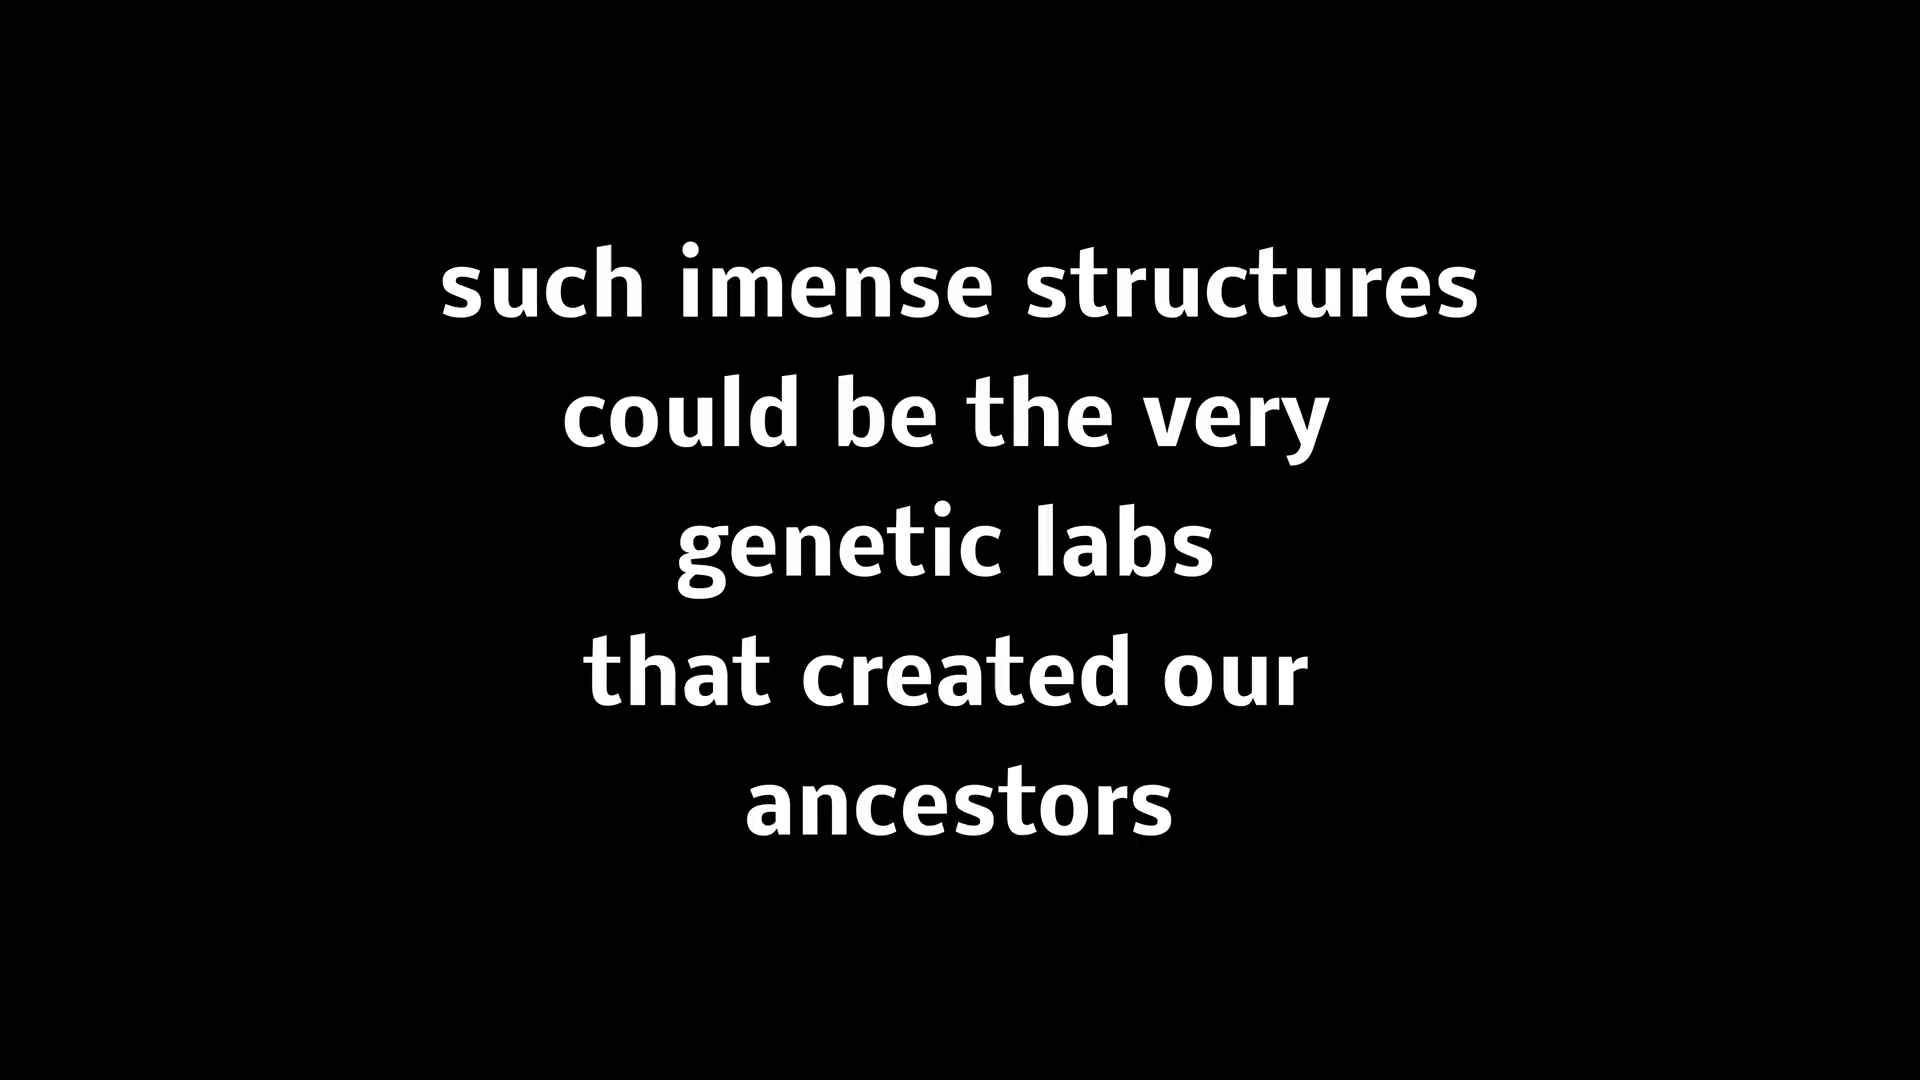 such imense structures
could be the very
genetic labs
that created our
ancestors